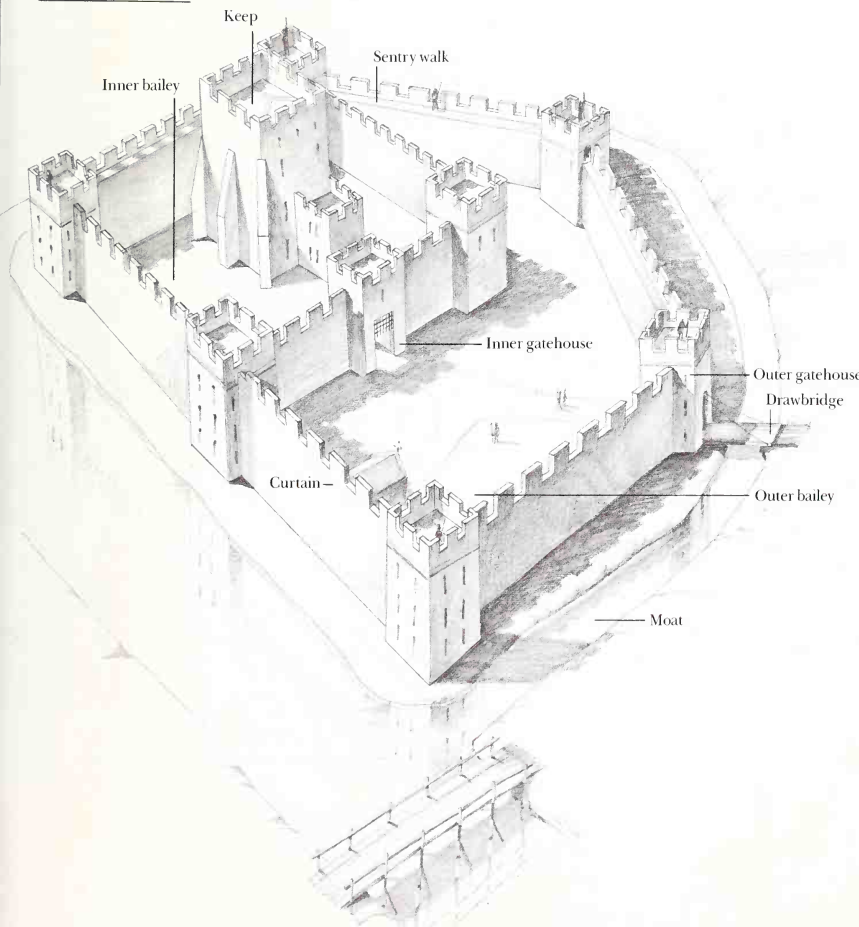 Keep
Sentry walk
Inner bailey
Inner gatehouse
Outer gatehouse
Drawbridge
Curtain
Outer bailey
Moat